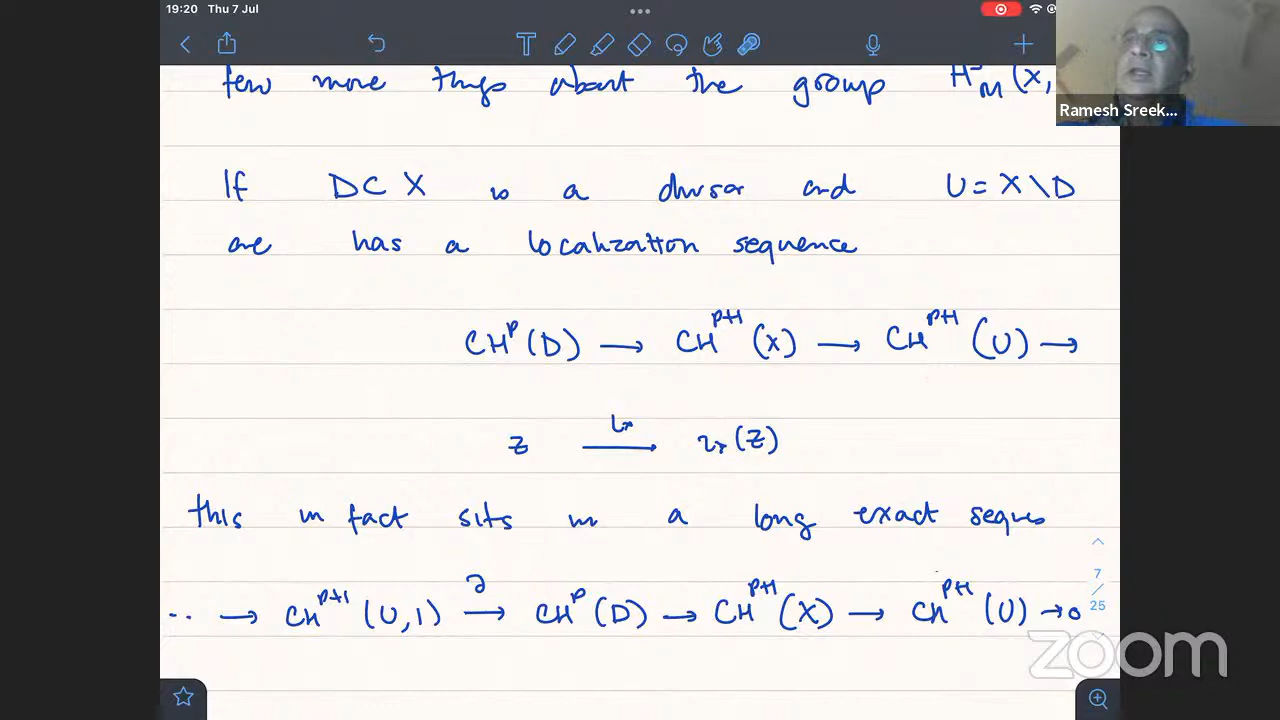 19:20 Thu 7 Jul
few more things about the group H_M(X,
Ramesh Sreek...
If D ⊂ X is a divisor and U = X \ D
one has a localization sequence
CH^p(D) → CH^{p+1}(X) → CH^{p+1}(U) →
Z →^{ι_*} ι_*(Z)
this in fact sits in a long exact seque
.. → CH^{p+1}(U,1) →^∂ CH^p(D) → CH^{p+1}(X) → CH^{p+1}(U) → 0
7
/
25
zoom